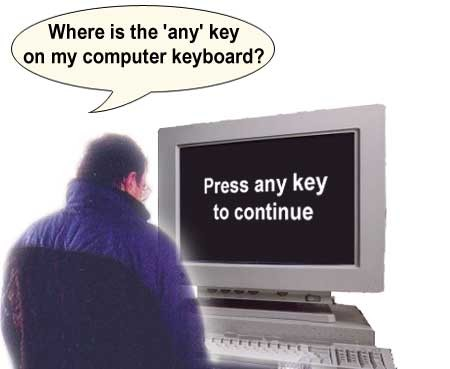 Where is the 'any' key
on my computer keyboard?
Press any key
to continue